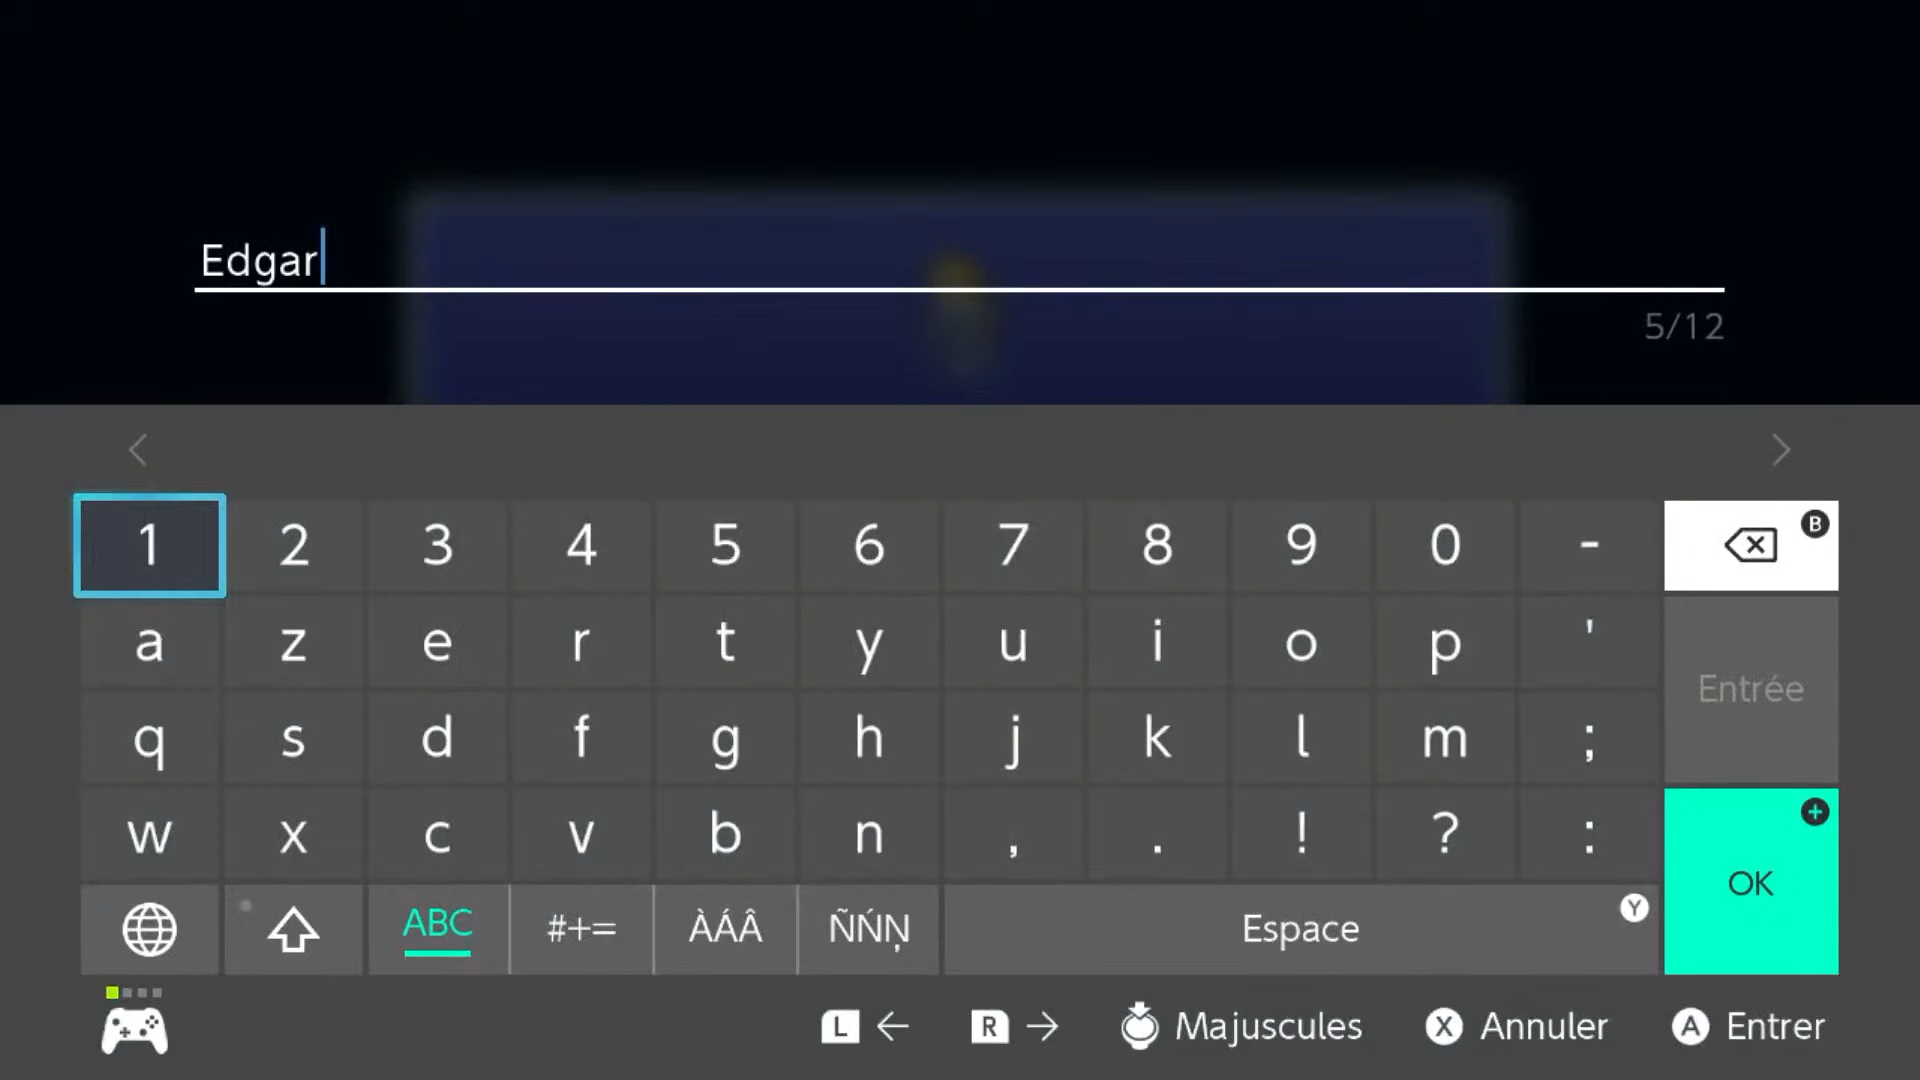 Edgar
5/12
1 2 3 4 5 6 7 8 9 0 - B
a z e r t y u i o p '
Entrée
q s d f g h j k l m ;
w x c v b n , . ! ? : +
OK
ABC #+= ÀÁÂ ÑŃŅ Espace Y
L ← R → Majuscules X Annuler A Entrer